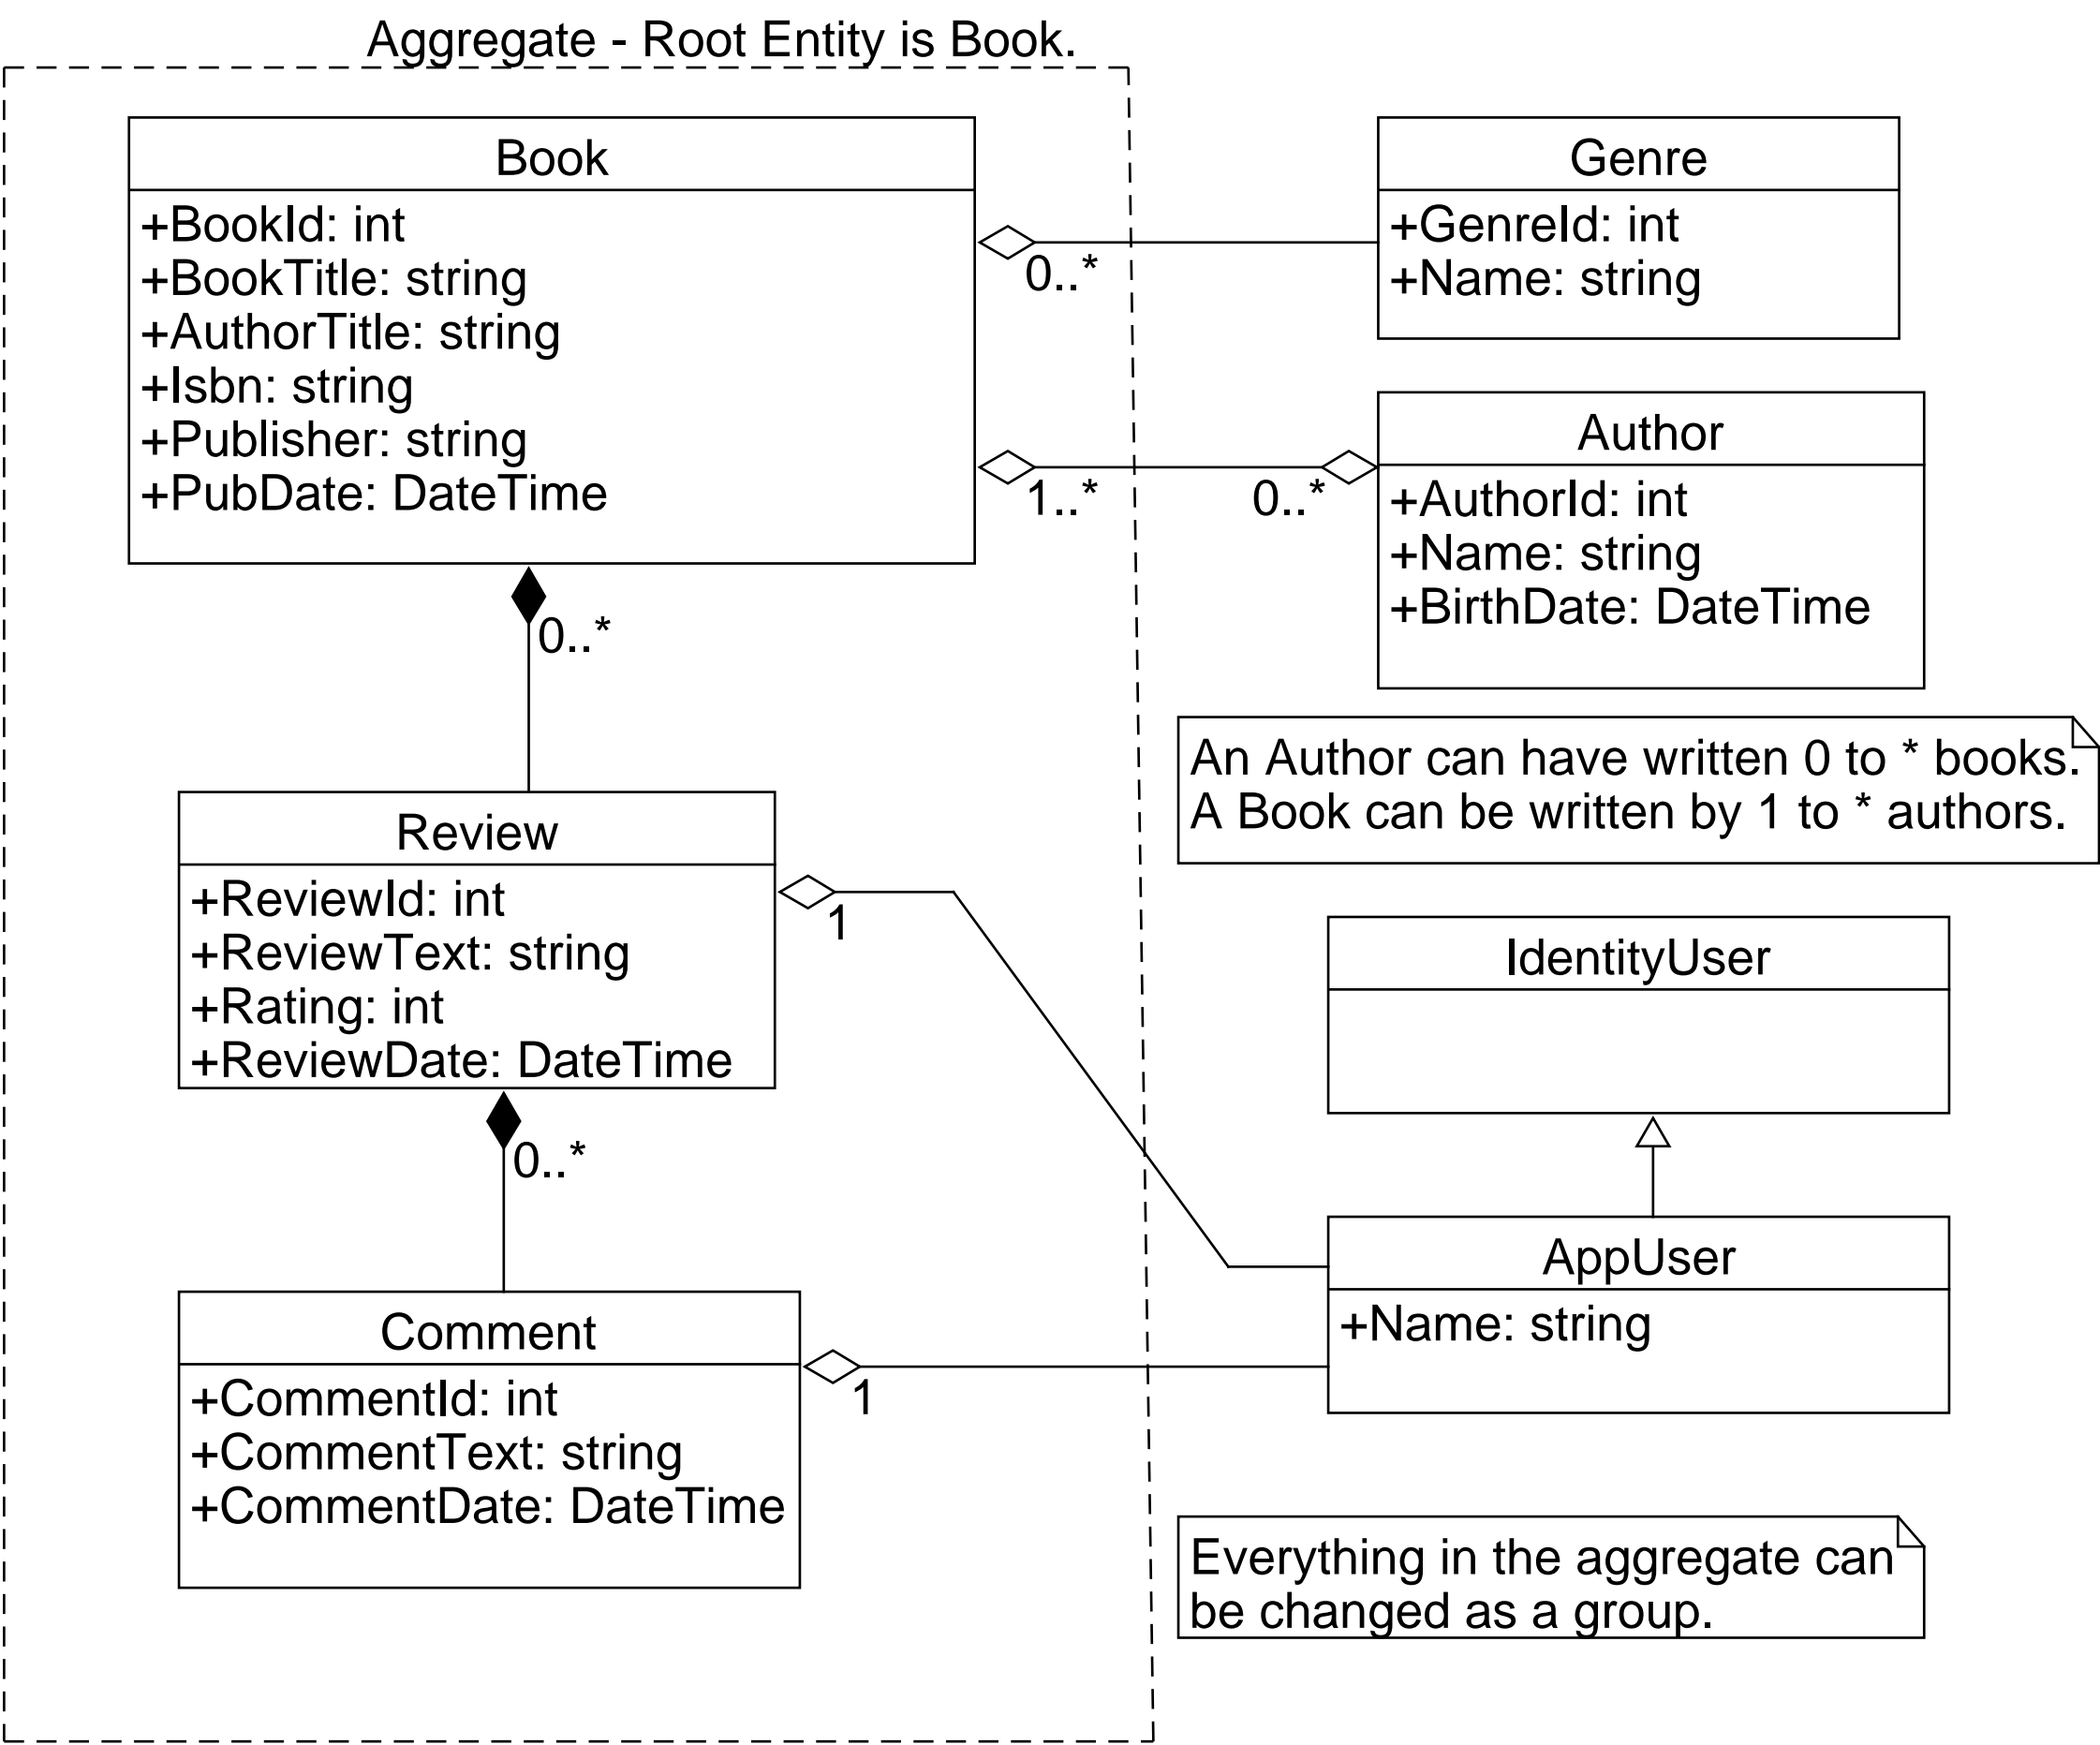 Aggregate - Root Entity is Book.
Book
+BookId: int
+BookTitle: string
+AuthorTitle: string
+Isbn: string
+Publisher: string
+PubDate: DateTime
0..*
1..*
0..*
0..*
Genre
+GenreId: int
+Name: string
Author
+AuthorId: int
+Name: string
+BirthDate: DateTime
An Author can have written 0 to * books.
A Book can be written by 1 to * authors.
Review
+ReviewId: int
+ReviewText: string
+Rating: int
+ReviewDate: DateTime
1
0..*
IdentityUser
AppUser
+Name: string
Comment
+CommentId: int
+CommentText: string
+CommentDate: DateTime
1
Everything in the aggregate can
be changed as a group.